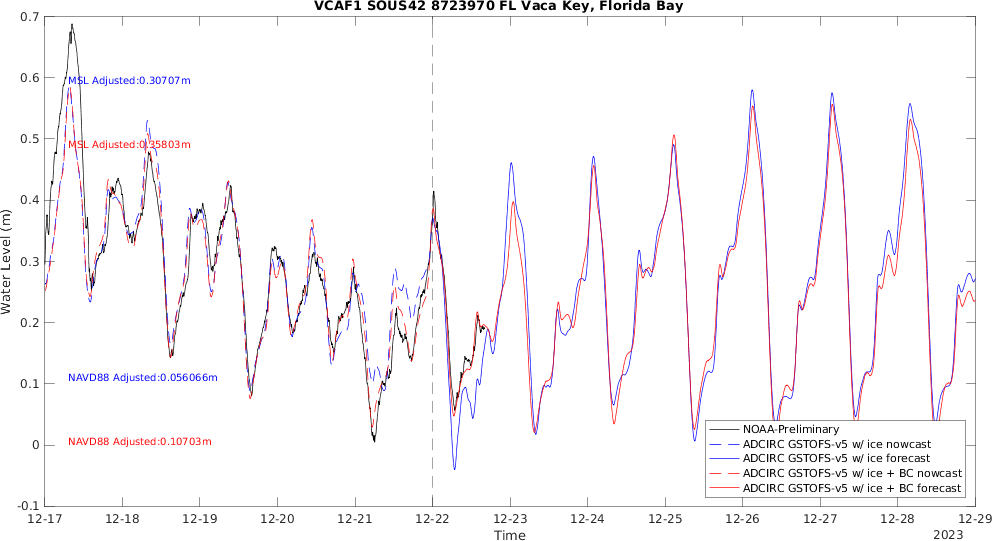 VCAF1 SOUS42 8723970 FL Vaca Key, Florida Bay
0.7
0.6
0.5
0.4
0.3
0.2
0.1
0
-0.1
Water Level (m)
MSL Adjusted:0.30707m
MSL Adjusted:0.35803m
NAVD88 Adjusted:0.056066m
NAVD88 Adjusted:0.10703m
NOAA-Preliminary
ADCIRC GSTOFS-v5 w/ ice nowcast
ADCIRC GSTOFS-v5 w/ ice forecast
ADCIRC GSTOFS-v5 w/ ice + BC nowcast
ADCIRC GSTOFS-v5 w/ ice + BC forecast
12-17 12-18 12-19 12-20 12-21 12-22 12-23 12-24 12-25 12-26 12-27 12-28 12-29
Time
2023